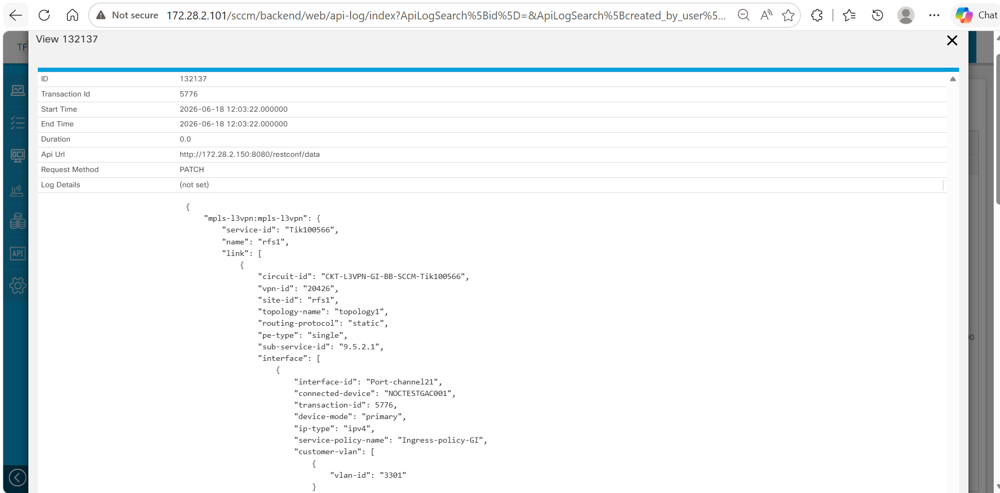 Not secure 172.28.2.101/sccm/backend/web/api-log/index?ApiLogSearch%5Bid%5D=&ApiLogSearch%5Bcreated_by_user%5... Chat
View 132137
ID 132137
Transaction Id 5776
Start Time 2026-06-18 12:03:22.000000
End Time 2026-06-18 12:03:22.000000
Duration 0.0
Api Url http://172.28.2.150:8080/restconf/data
Request Method PATCH
Log Details (not set)
{
"mpls-l3vpn:mpls-l3vpn": {
"service-id": "Tik100566",
"name": "rfs1",
"link": [
{
"circuit-id": "CKT-L3VPN-GI-BB-SCCM-Tik100566",
"vpn-id": "20426",
"site-id": "rfs1",
"topology-name": "topology1",
"routing-protocol": "static",
"pe-type": "single",
"sub-service-id": "9.5.2.1",
"interface": [
{
"interface-id": "Port-channel21",
"connected-device": "NOCTESTGAC001",
"transaction-id": 5776,
"device-mode": "primary",
"ip-type": "ipv4",
"service-policy-name": "Ingress-policy-GI",
"customer-vlan": [
{
"vlan-id": "3301"
}
API